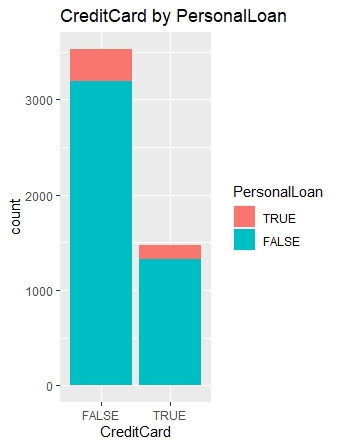 CreditCard by PersonalLoan
3000
2000
1000
0
count
FALSE TRUE
CreditCard
PersonalLoan
TRUE
FALSE